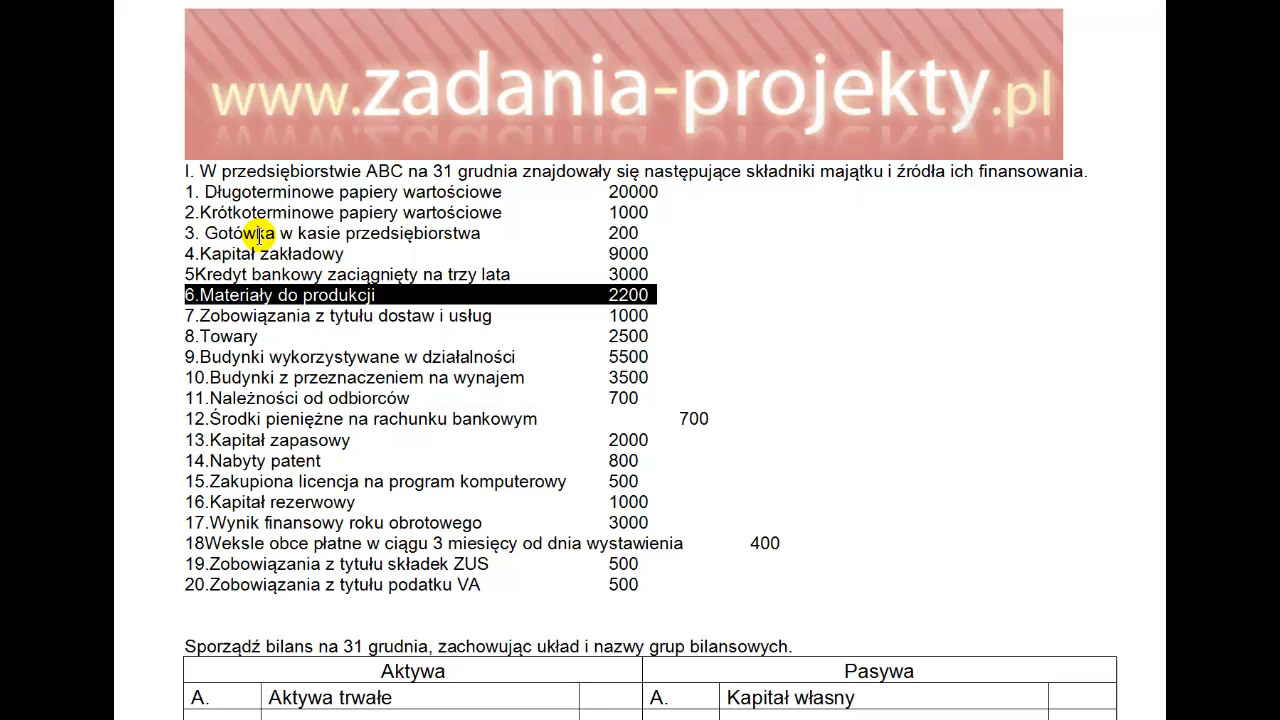 www.zadania-projekty.pl
I. W przedsiębiorstwie ABC na 31 grudnia znajdowały się następujące składniki majątku i źródła ich finansowania.
1. Długoterminowe papiery wartościowe 20000
2.Krótkoterminowe papiery wartościowe 1000
3. Gotówka w kasie przedsiębiorstwa 200
4.Kapitał zakładowy 9000
5Kredyt bankowy zaciągnięty na trzy lata 3000
6.Materiały do produkcji 2200
7.Zobowiązania z tytułu dostaw i usług 1000
8.Towary 2500
9.Budynki wykorzystywane w działalności 5500
10.Budynki z przeznaczeniem na wynajem 3500
11.Należności od odbiorców 700
12.Środki pieniężne na rachunku bankowym 700
13.Kapitał zapasowy 2000
14.Nabyty patent 800
15.Zakupiona licencja na program komputerowy 500
16.Kapitał rezerwowy 1000
17.Wynik finansowy roku obrotowego 3000
18Weksle obce płatne w ciągu 3 miesięcy od dnia wystawienia 400
19.Zobowiązania z tytułu składek ZUS 500
20.Zobowiązania z tytułu podatku VA 500
Sporządź bilans na 31 grudnia, zachowując układ i nazwy grup bilansowych.
Aktywa Pasywa
A. Aktywa trwałe A. Kapitał własny